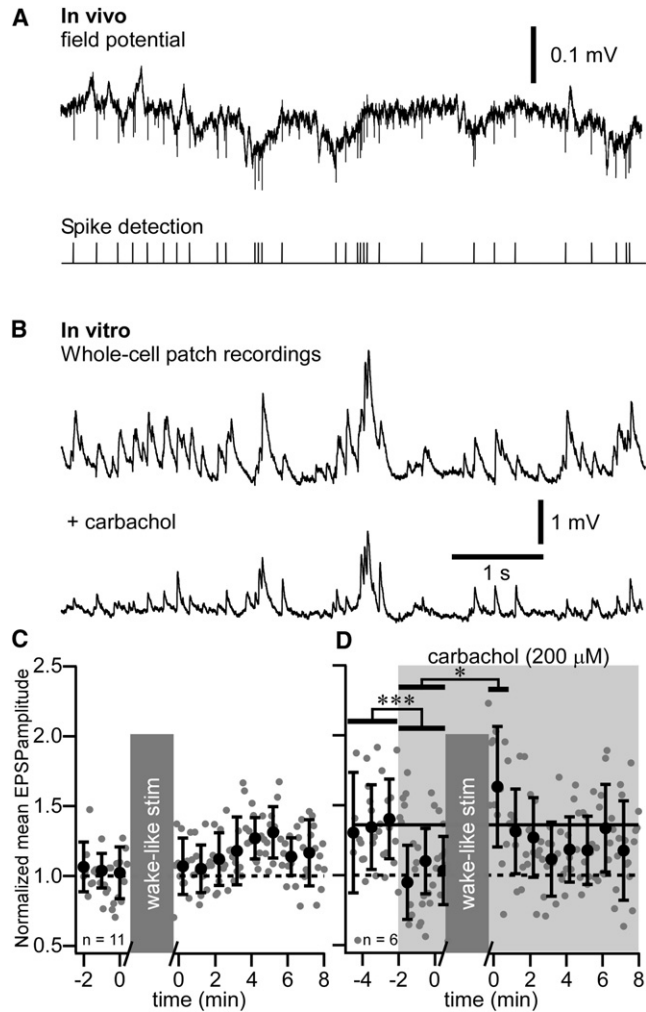 A
In vivo
field potential
0.1 mV
Spike detection
B
In vitro
Whole-cell patch recordings
+ carbachol
1 mV
1 s
C
D
carbachol (200 μM)
Normalized mean EPSPamplitude
2.5
2.0
1.5
1.0
0.5
*
***
wake-like stim
wake-like stim
n = 11
n = 6
-2 0 0 2 4 6 8
-4 -2 0 0 2 4 6 8
time (min)
time (min)